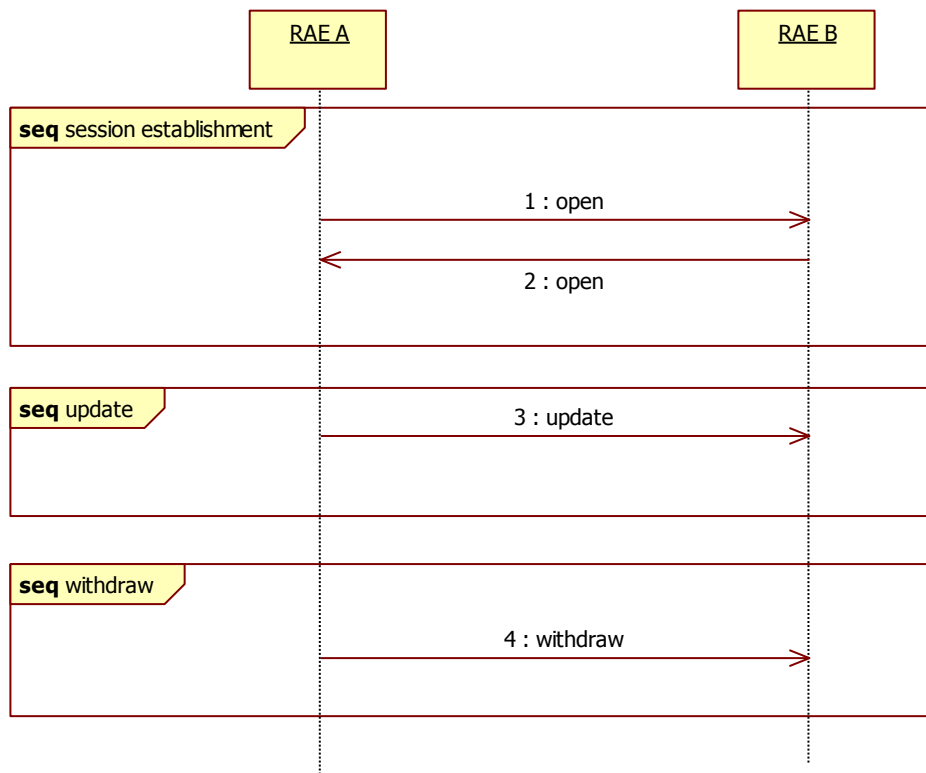 RAE A
RAE B
seq session establishment
1 : open
2 : open
seq update
3 : update
seq withdraw
4 : withdraw